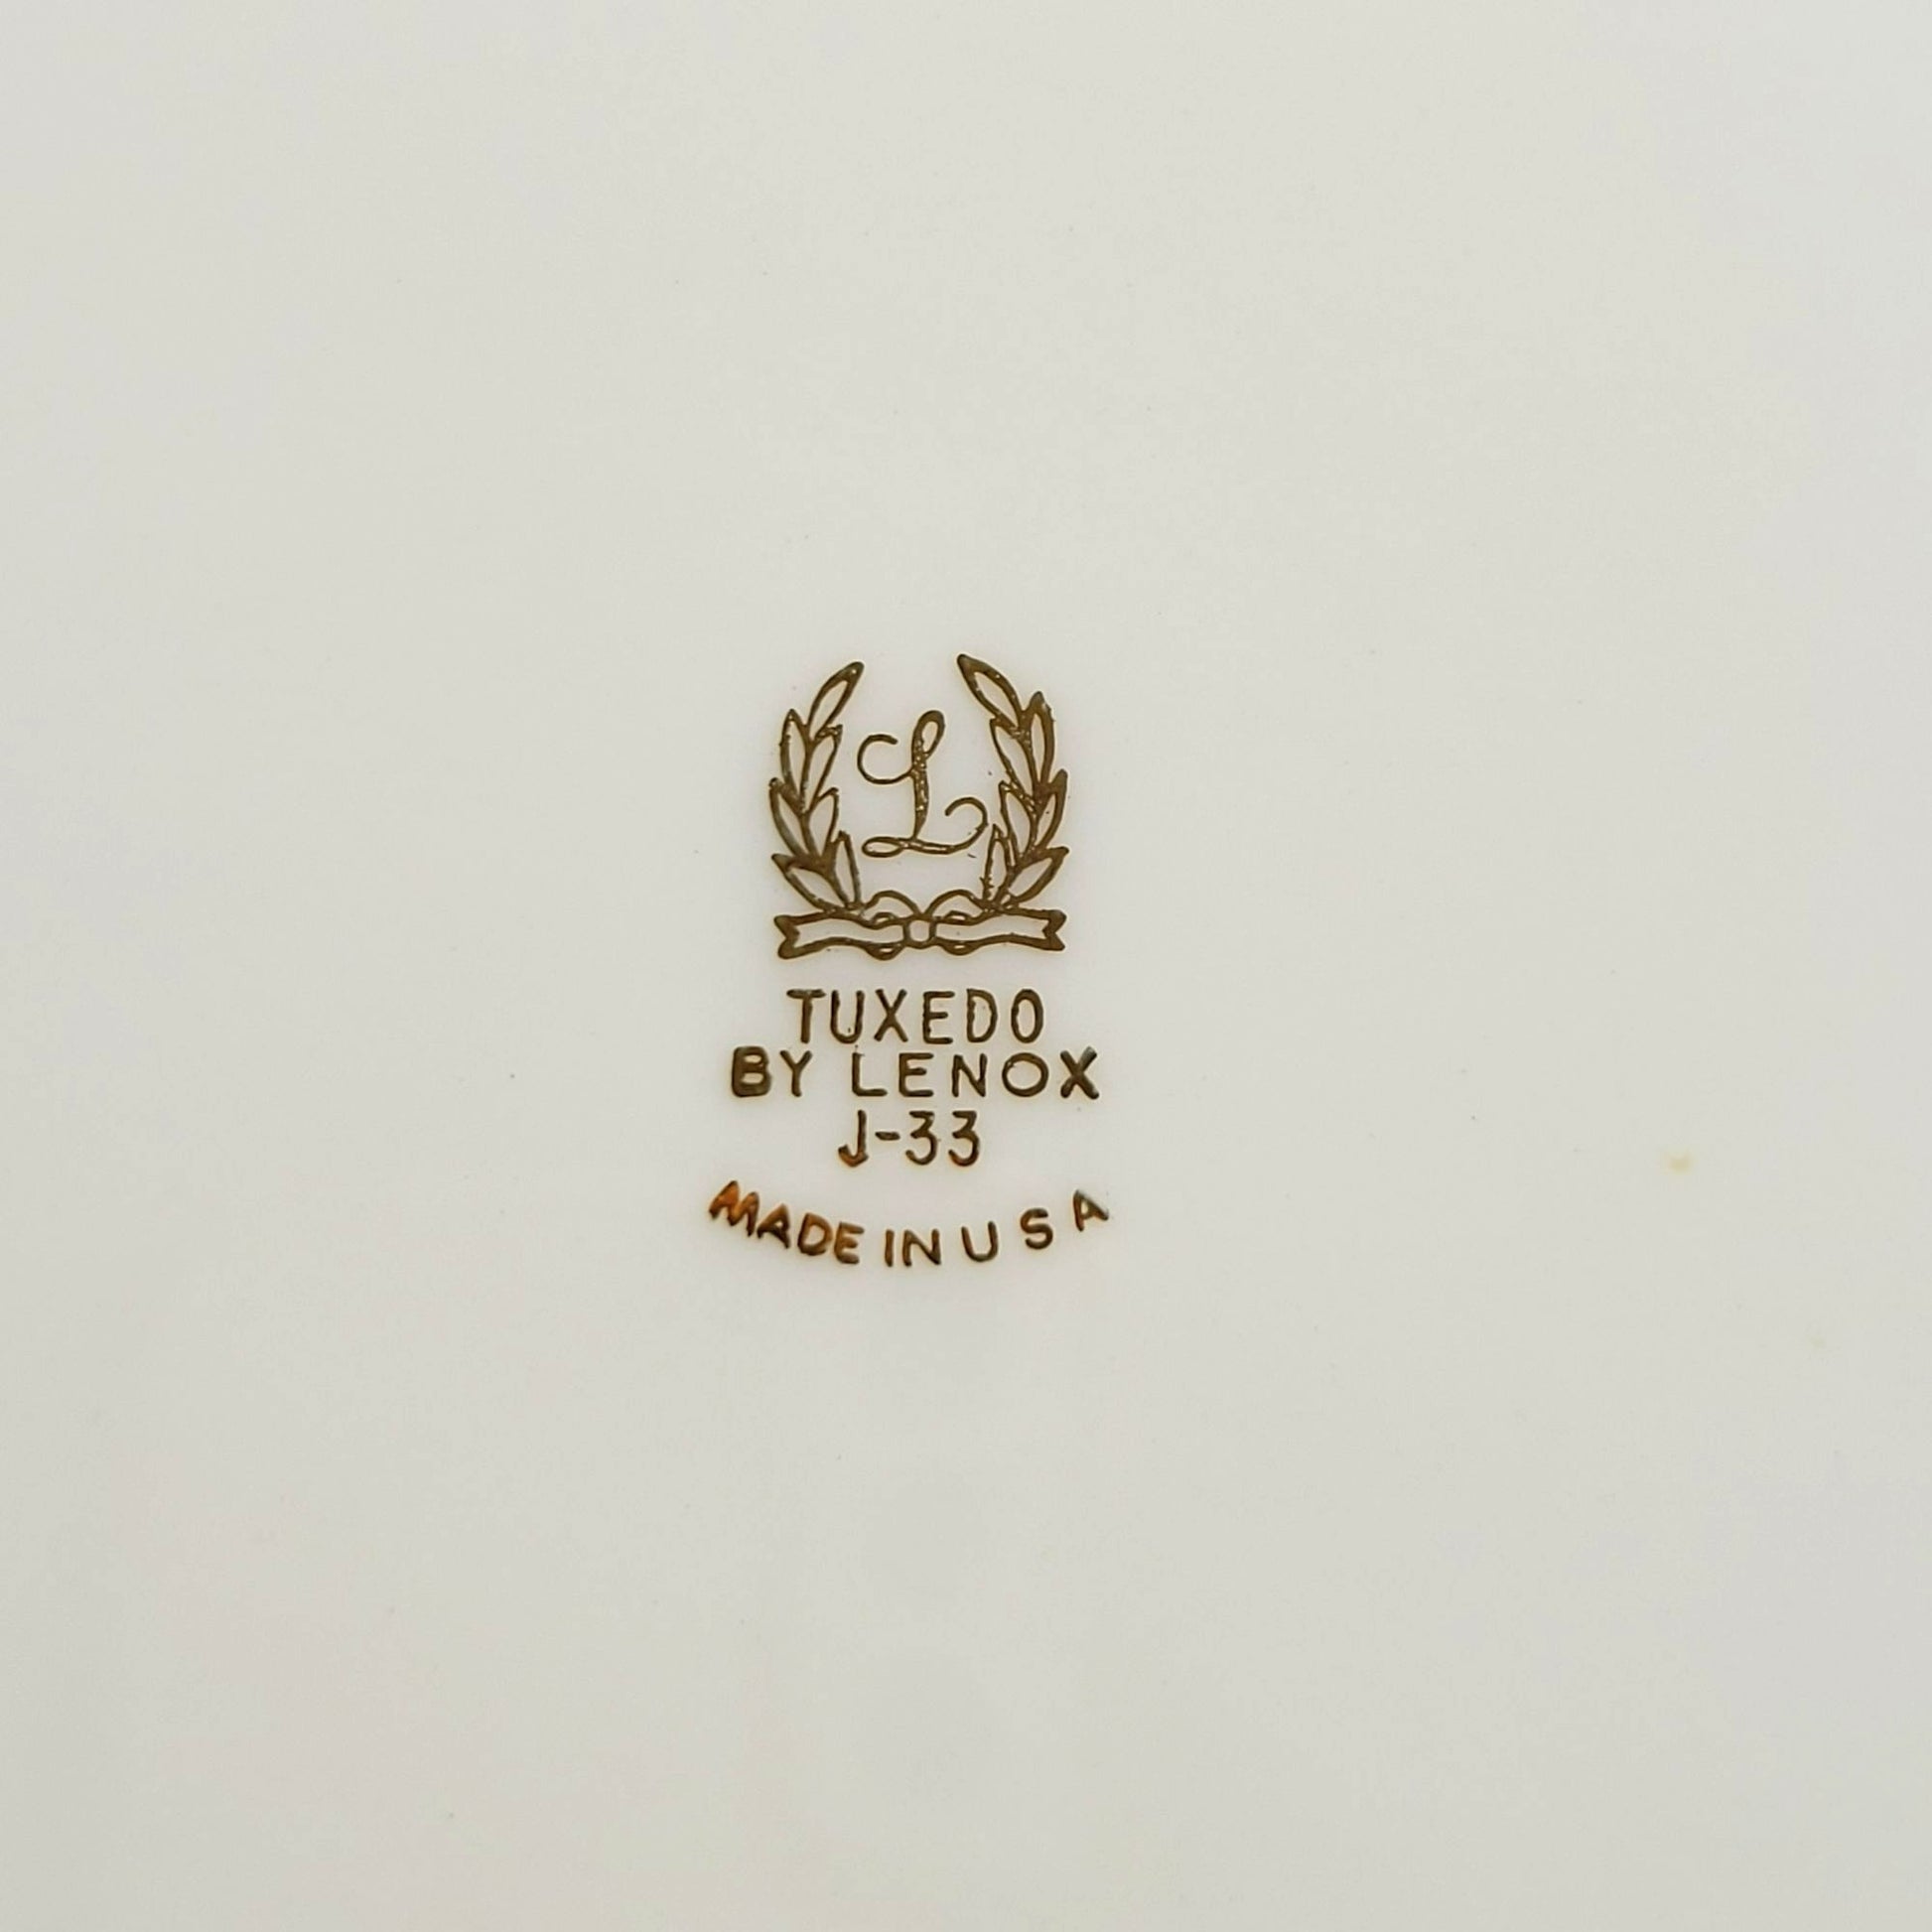 L
TUXEDO
BY LENOX
J-33
MADE IN U S A